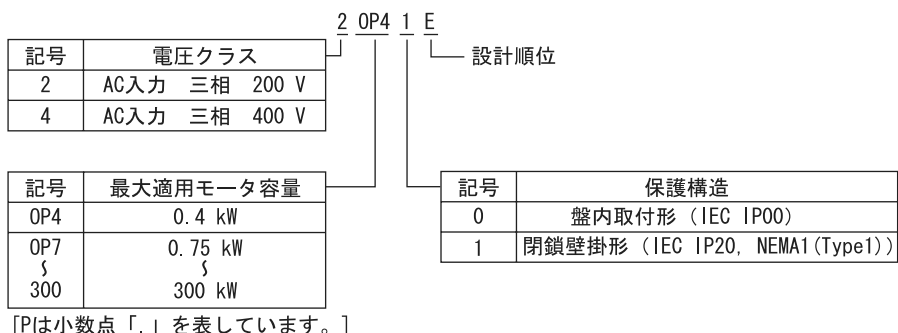 2 0P4 1 E
設計順位
記号 電圧クラス
2 AC入力 三相 200 V
4 AC入力 三相 400 V
記号 最大適用モータ容量
0P4 0.4 kW
0P7 0.75 kW
〜 〜
300 300 kW
[Pは小数点「.」を表しています。]
記号 保護構造
0 盤内取付形 (IEC IP00)
1 閉鎖壁掛形 (IEC IP20, NEMA1(Type1))